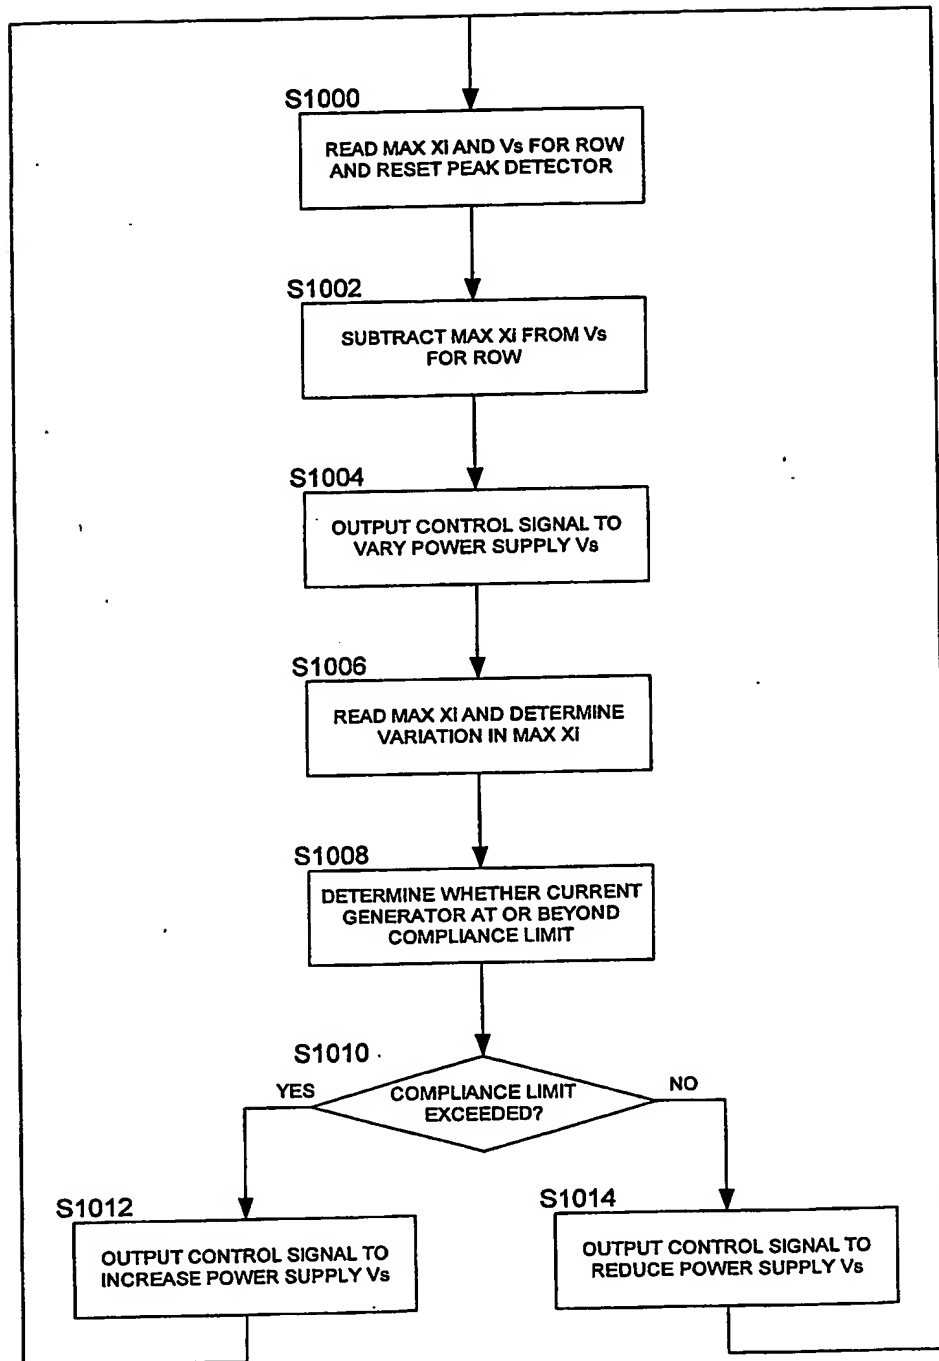 S1000
READ MAX Xi AND Vs FOR ROW
AND RESET PEAK DETECTOR
S1002
SUBTRACT MAX Xi FROM Vs
FOR ROW
S1004
OUTPUT CONTROL SIGNAL TO
VARY POWER SUPPLY Vs
S1006
READ MAX Xi AND DETERMINE
VARIATION IN MAX Xi
S1008
DETERMINE WHETHER CURRENT
GENERATOR AT OR BEYOND
COMPLIANCE LIMIT
S1010
YES
COMPLIANCE LIMIT
EXCEEDED?
NO
S1012
OUTPUT CONTROL SIGNAL TO
INCREASE POWER SUPPLY Vs
S1014
OUTPUT CONTROL SIGNAL TO
REDUCE POWER SUPPLY Vs